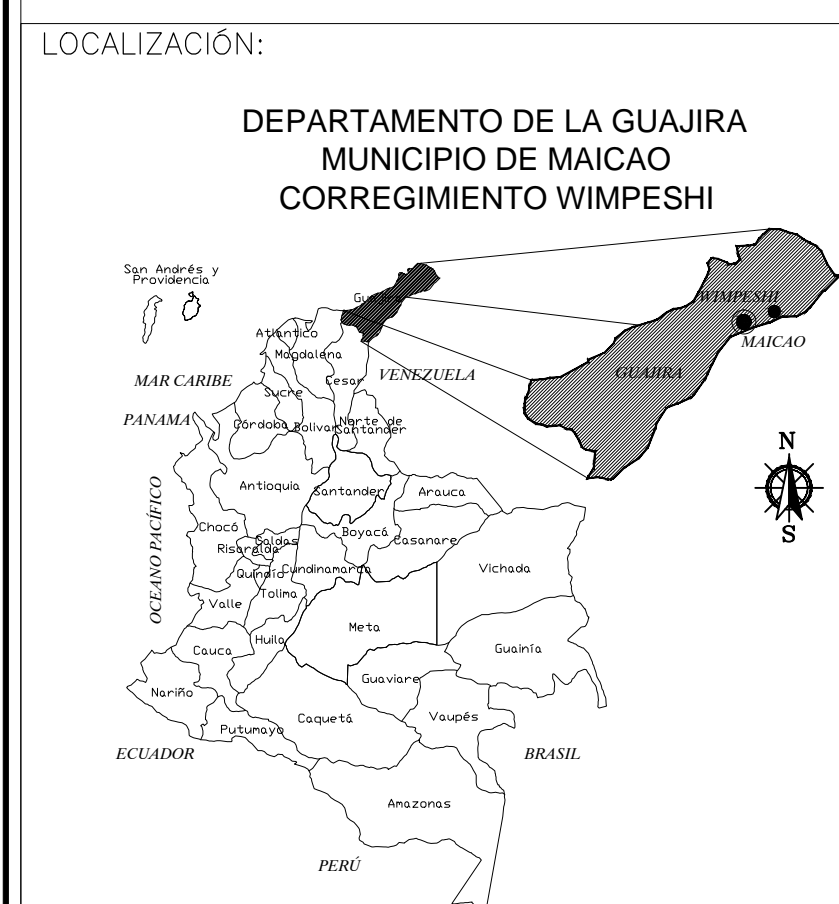 LOCALIZACIÓN:
DEPARTAMENTO DE LA GUAJIRA
MUNICIPIO DE MAICAO
CORREGIMIENTO WIMPESHI
San Andrés y
Providencia
Guajira
WIMPESHI
MAICAO
GUAJIRA
Atlántico
Magdalena
Cesar
VENEZUELA
MAR CARIBE
Sucre
PANAMA
Córdoba
Bolivar
Norte de
Santander
Antioquia
Santander
Arauca
N
S
OCEANO PACÍFICO
Chocó
Boyacá
Caldas
Casanare
Risaralda
Quindío
Cundinamarca
Vichada
Tolima
Valle
Meta
Huila
Cauca
Guainía
Guaviare
Nariño
Caquetá
Vaupés
Putumayo
ECUADOR
BRASIL
Amazonas
PERÚ